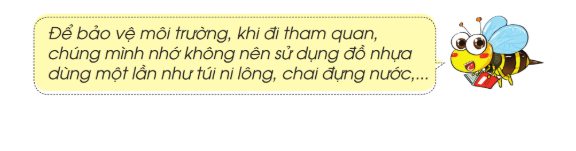 Để bảo vệ môi trường, khi đi tham quan,
chúng mình nhớ không nên sử dụng đồ nhựa
dùng một lần như túi ni lông, chai đựng nước,...